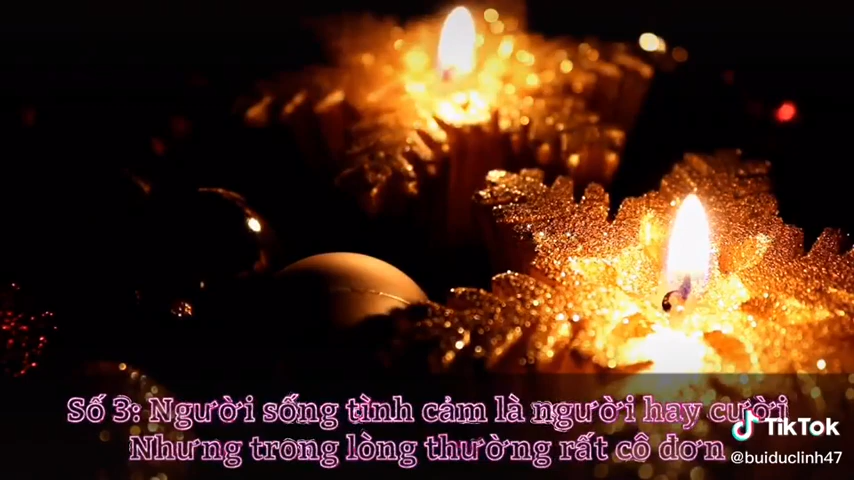 Số 3: Người sống tình cảm là người hay cười
Nhưng trong lòng thường rất cô đơn
TikTok
@buiduclinh47